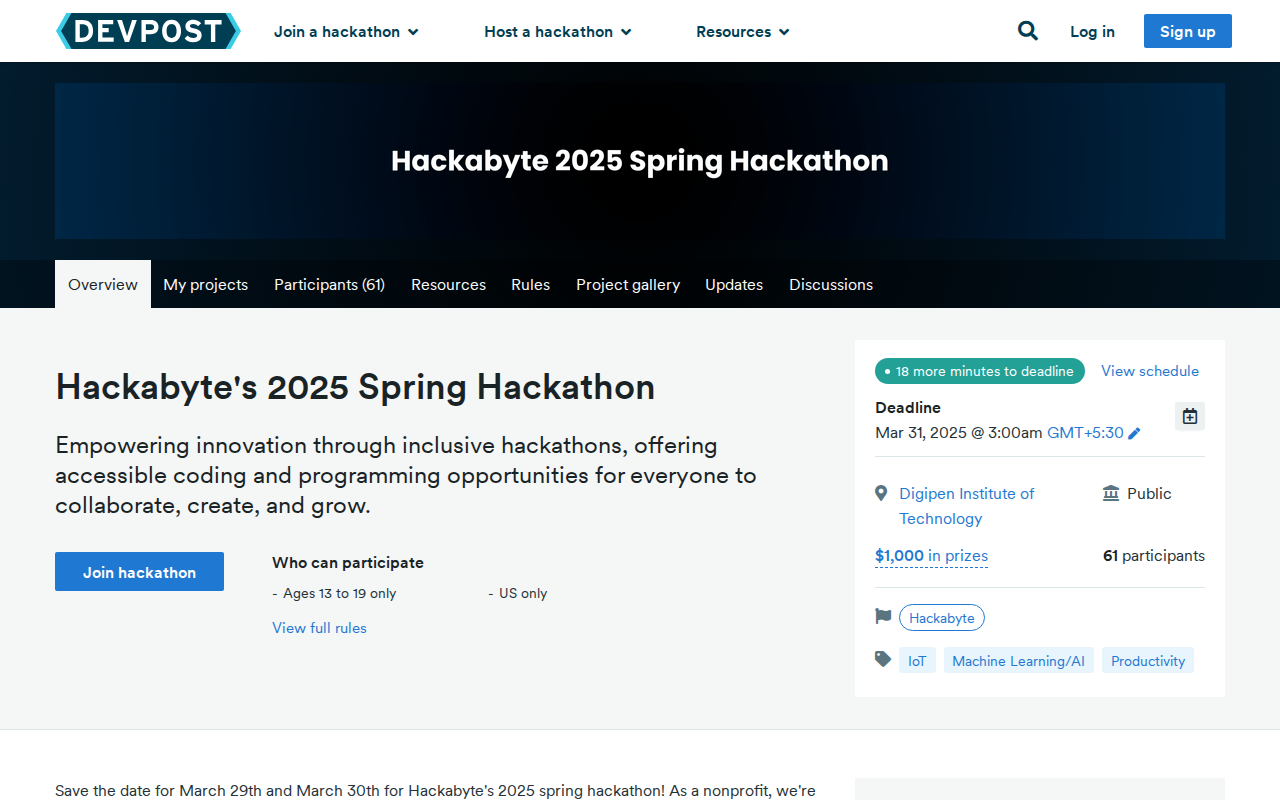 DEVPOST
Join a hackathon
Host a hackathon
Resources
Log in
Sign up
Hackabyte 2025 Spring Hackathon
Overview
My projects
Participants (61)
Resources
Rules
Project gallery
Updates
Discussions
Hackabyte's 2025 Spring Hackathon
Empowering innovation through inclusive hackathons, offering
accessible coding and programming opportunities for everyone to
collaborate, create, and grow.
Join hackathon
Who can participate
- Ages 13 to 19 only
- US only
View full rules
18 more minutes to deadline
View schedule
Deadline
Mar 31, 2025 @ 3:00am GMT+5:30
Digipen Institute of
Technology
Public
$1,000 in prizes
61 participants
Hackabyte
IoT
Machine Learning/AI
Productivity
Save the date for March 29th and March 30th for Hackabyte's 2025 spring hackathon! As a nonprofit, we're